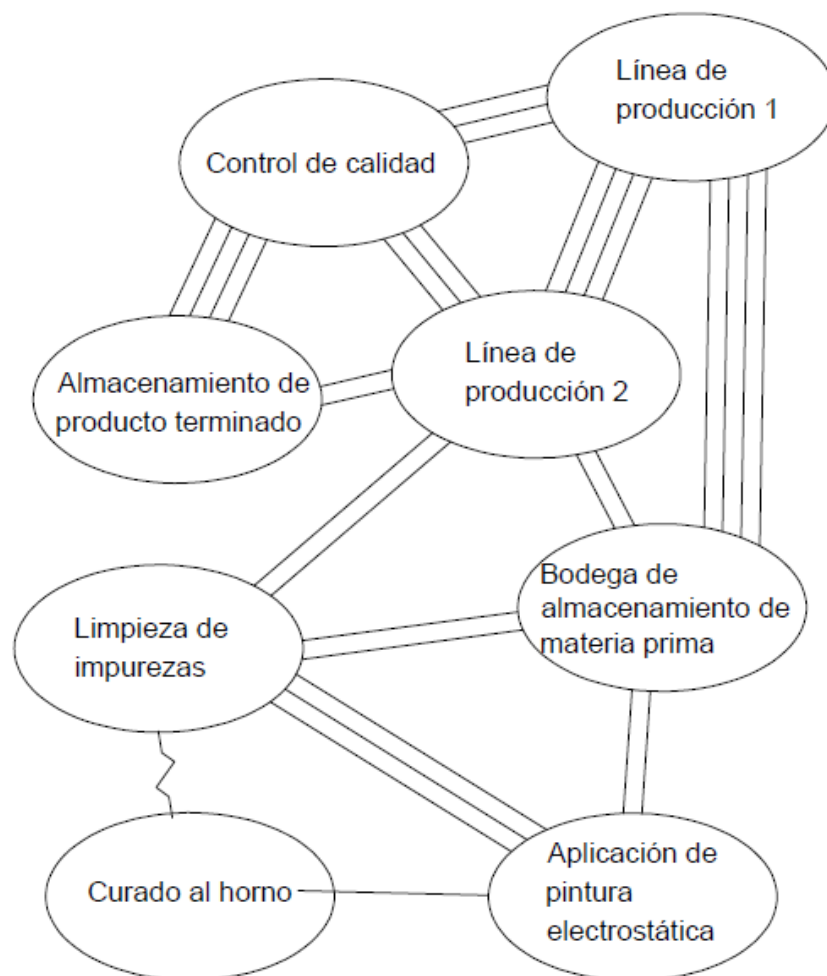 Línea de
producción 1
Control de calidad
Línea de
producción 2
Almacenamiento de
producto terminado
Bodega de
almacenamiento de
materia prima
Limpieza de
impurezas
Aplicación de
pintura
electrostática
Curado al horno